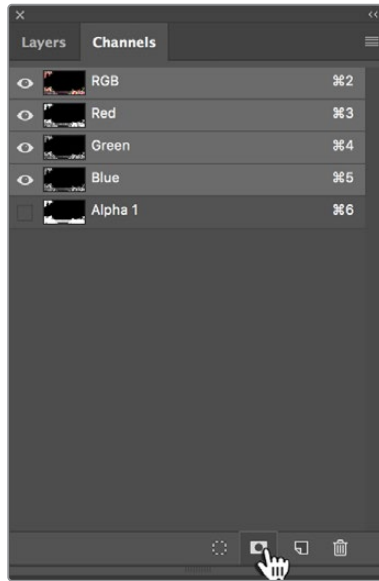 Layers Channels
RGB ⌘2
Red ⌘3
Green ⌘4
Blue ⌘5
Alpha 1 ⌘6